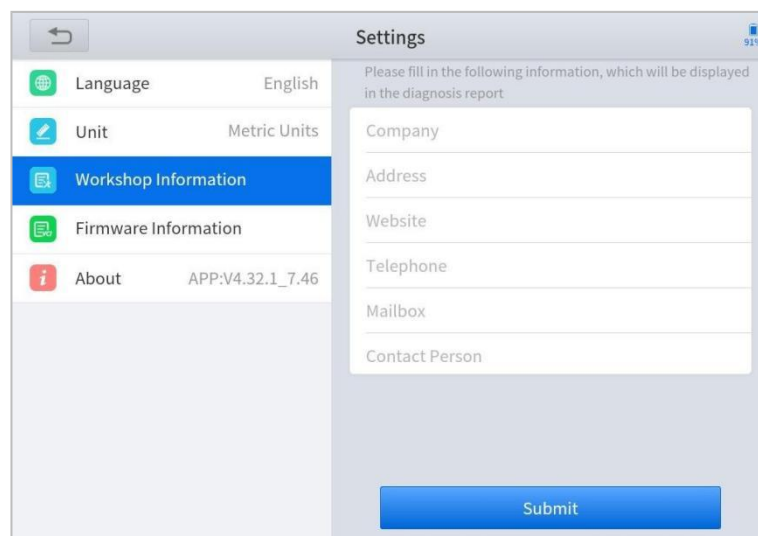 Settings
91%
Language English
Unit Metric Units
Workshop Information
Firmware Information
About APP:V4.32.1_7.46
Please fill in the following information, which will be displayed
in the diagnosis report
Company
Address
Website
Telephone
Mailbox
Contact Person
Submit